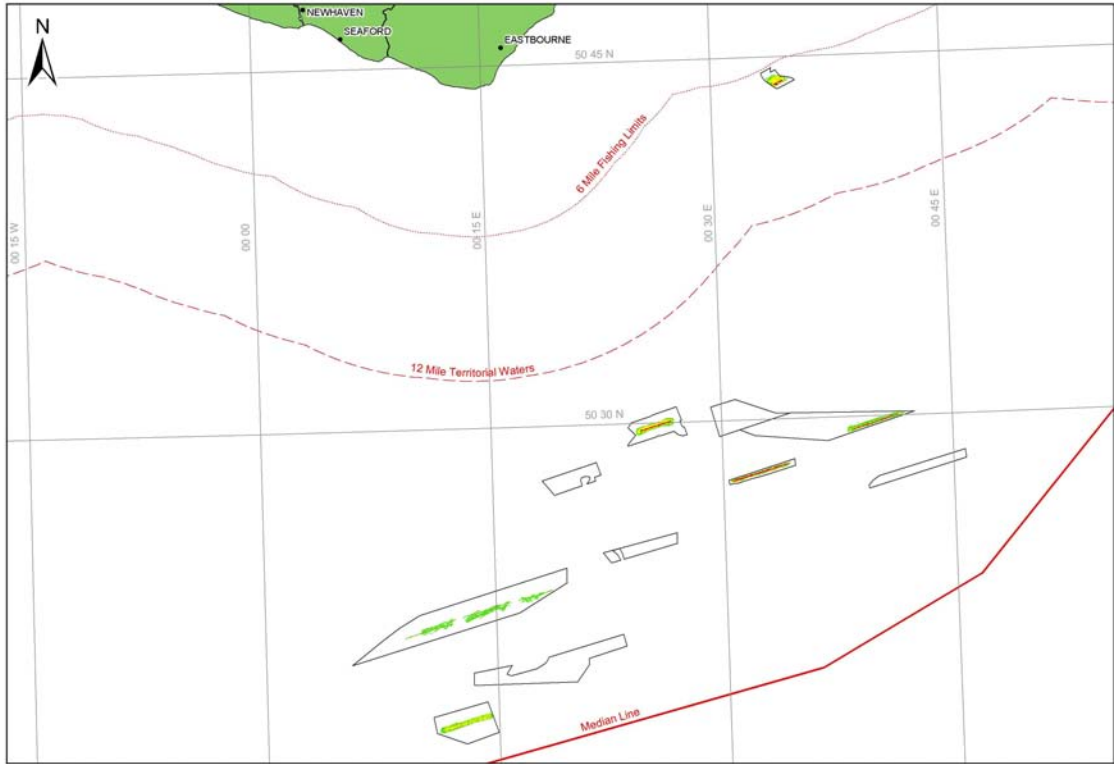 NEWHAVEN
N
SEAFORD
EASTBOURNE
50 45 N
6 Mile Fishing Limits
00 15 W
00 00
00 15 E
00 30 E
00 45 E
12 Mile Territorial Waters
50 30 N
Median Line